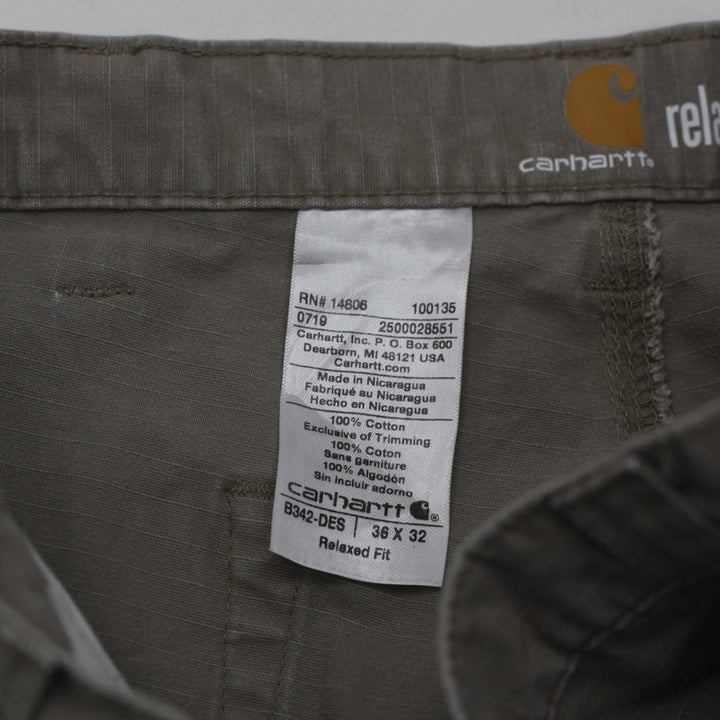 carhartt®
rela
RN# 14806 100135
0719 2500028551
Carhartt, Inc. P. O. Box 600
Dearborn, MI 48121 USA
Carhartt.com
Made in Nicaragua
Fabriqué au Nicaragua
Hecho en Nicaragua
100% Cotton
Exclusive of Trimming
100% Coton
Sans garniture
100% Algodón
Sin incluir adorno
carhartt®
B342-DES 36 X 32
Relaxed Fit